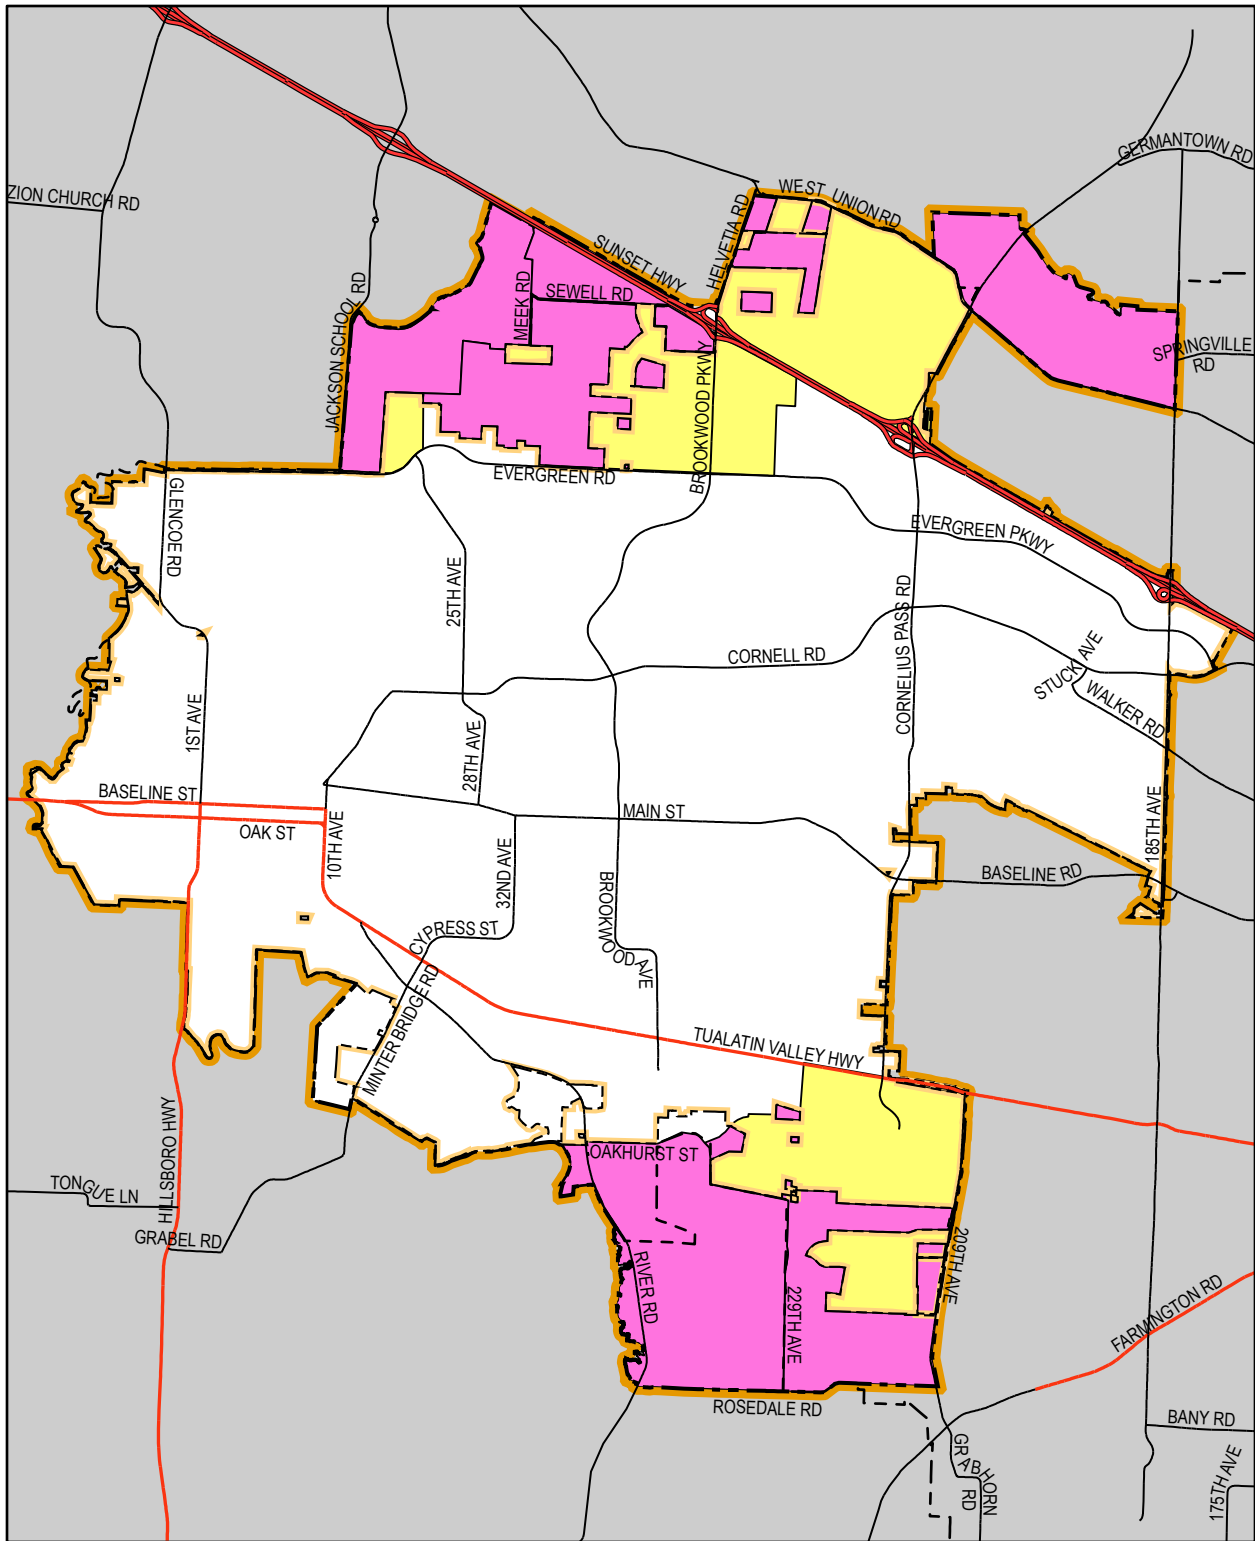 GERMANTOWN RD
ZION CHURCH RD
WEST UNION RD
HELVETIA RD
SUNSET HWY
SEWELL RD
MEEK RD
JACKSON SCHOOL RD
SPRINGVILLE
RD
BROOKWOOD PKWY
EVERGREEN RD
GLENCOE RD
EVERGREEN PKWY
25TH AVE
CORNELIUS PASS RD
CORNELL RD
STUCK AVE
WALKER RD
1ST AVE
28TH AVE
BASELINE ST
MAIN ST
OAK ST
10TH AVE
185TH AVE
32ND AVE
BASELINE RD
BROOKWOOD AVE
CYPRESS ST
MINTER BRIDGE RD
TUALATIN VALLEY HWY
HILLSBORO HWY
OAKHURST ST
TONGUE LN
GRABEL RD
RIVER RD
209TH AVE
229TH AVE
FARMINGTON RD
ROSEDALE RD
BANY RD
GRABHORN
RD
175TH AVE